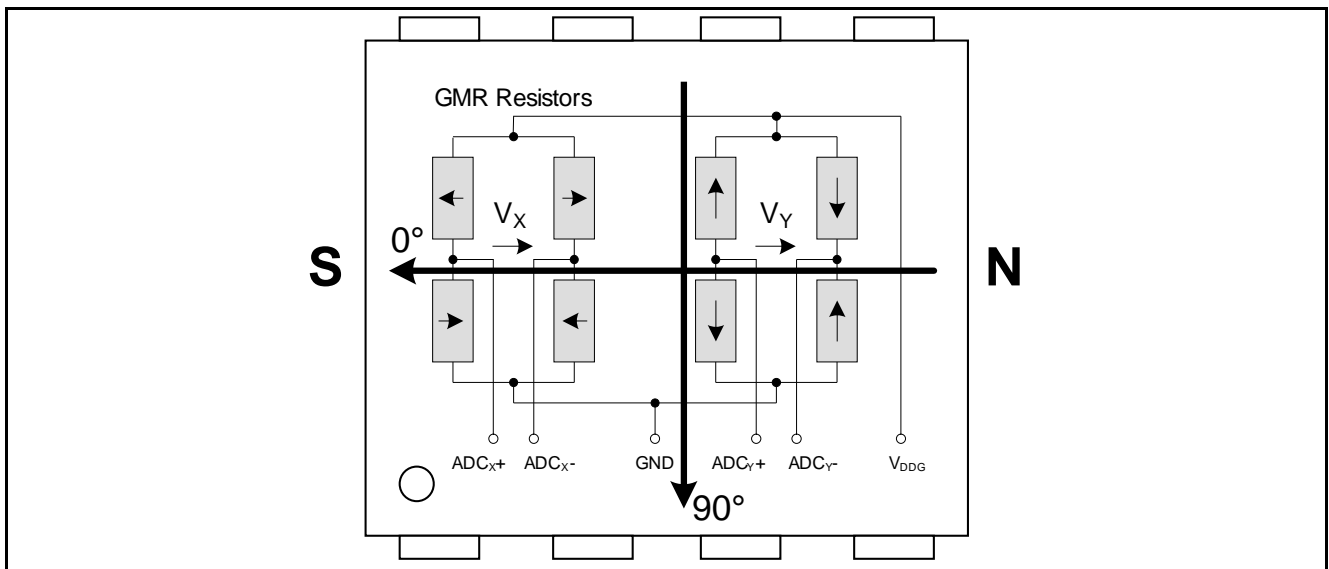 GMR Resistors
V_X
V_Y
0°
S
N
ADC_X+
ADC_X-
GND
ADC_Y+
ADC_Y-
V_DDG
90°